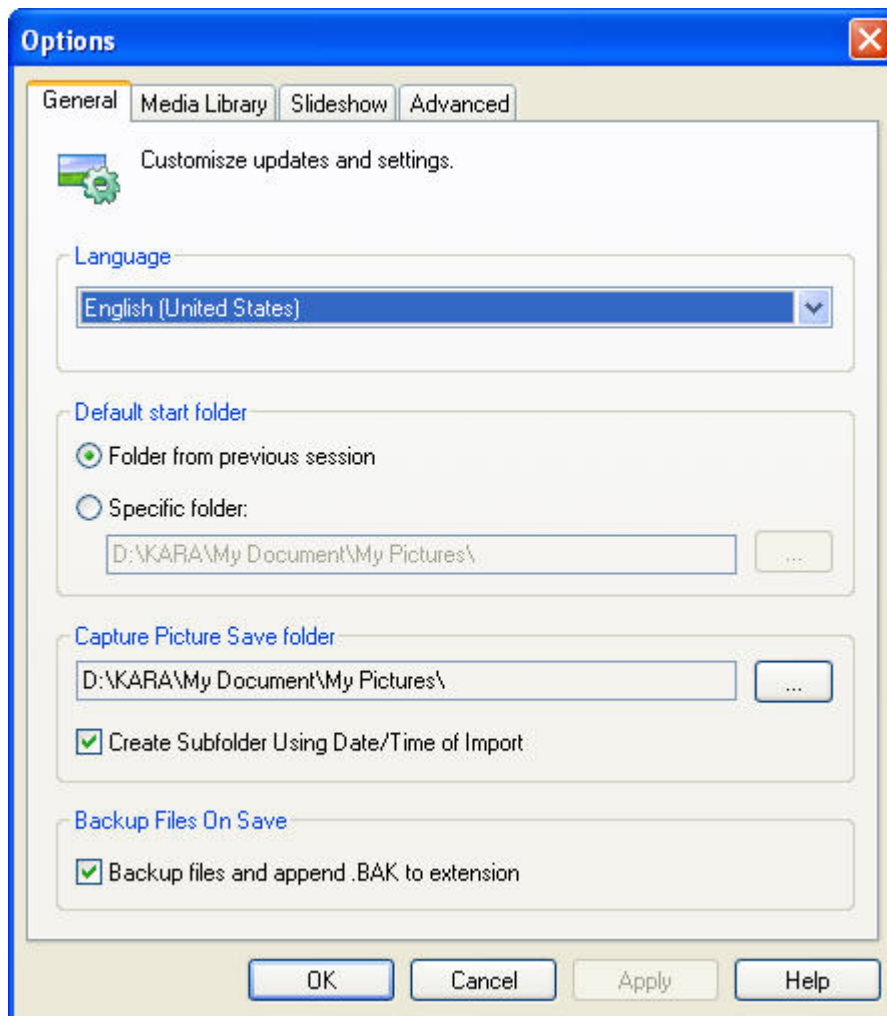 Options
General Media Library Slideshow Advanced
Customisze updates and settings.
Language
English (United States)
Default start folder
Folder from previous session
Specific folder:
D:\KARA\My Document\My Pictures\
...
Capture Picture Save folder
D:\KARA\My Document\My Pictures\
...
Create Subfolder Using Date/Time of Import
Backup Files On Save
Backup files and append .BAK to extension
OK Cancel Apply Help